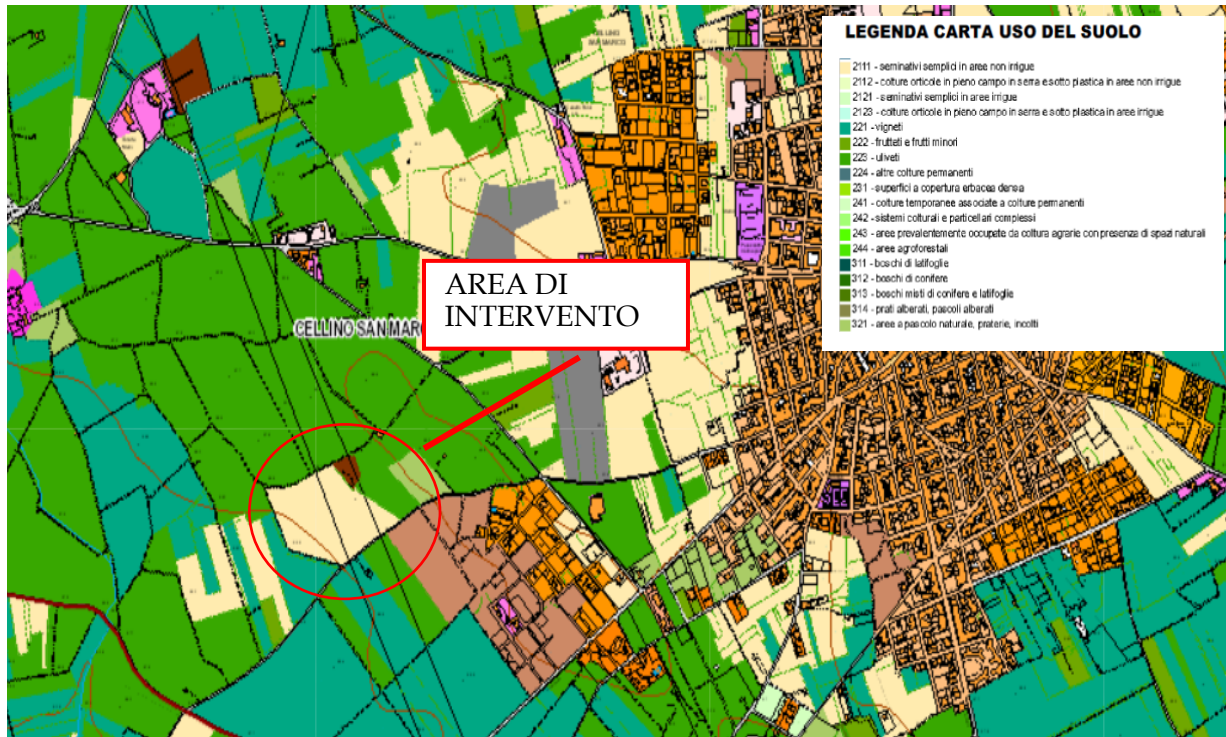 CELLINO
SAN MARCO
LEGENDA CARTA USO DEL SUOLO
2111 - seminativi semplici in aree non irrigue
2112 - colture orticole in pieno campo in serra e sotto plastica in aree non irrigue
2121 - seminativi semplici in aree irrigue
2123 - colture orticole in pieno campo in serra e sotto plastica in aree irrigue
221 - vigneti
222 - frutteti e frutti minori
223 - uliveti
224 - altre colture permanenti
231 - superfici a copertura erbacea densa
241 - colture temporanee associate a colture permanenti
242 - sistemi colturali e particellari complessi
243 - aree prevalentemente occupate da coltura agrarie con presenza di spazi naturali
244 - aree agroforestali
311 - boschi di latifoglie
312 - boschi di conifere
313 - boschi misti di conifere e latifoglie
314 - prati alberati, pascoli alberati
321 - aree a pascolo naturale, praterie, incolti
AREA DI
INTERVENTO
CELLINO SAN MARC